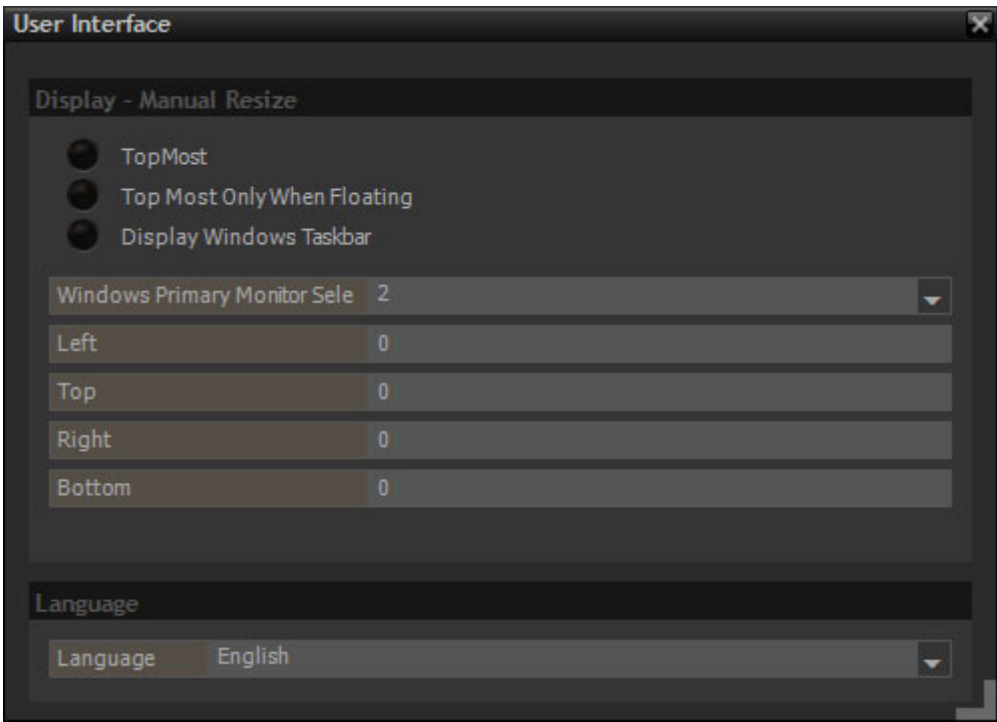 User Interface
Display - Manual Resize
TopMost
Top Most Only When Floating
Display Windows Taskbar
Windows Primary Monitor Sele 2
Left 0
Top 0
Right 0
Bottom 0
Language
Language English